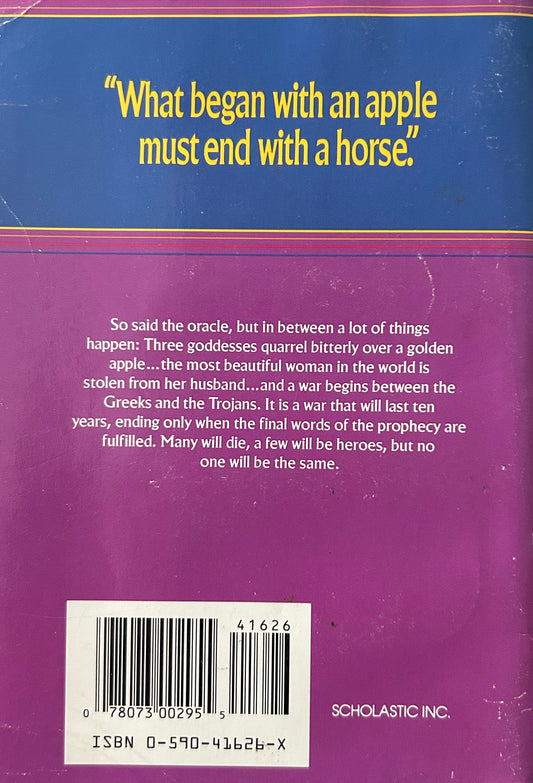 “What began with an apple
must end with a horse.”
So said the oracle, but in between a lot of things
happen: Three goddesses quarrel bitterly over a golden
apple...the most beautiful woman in the world is
stolen from her husband...and a war begins between the
Greeks and the Trojans. It is a war that will last ten
years, ending only when the final words of the prophecy are
fulfilled. Many will die, a few will be heroes, but no
one will be the same.
41626
0 78073 00295 5
SCHOLASTIC INC.
ISBN 0-590-41626-X